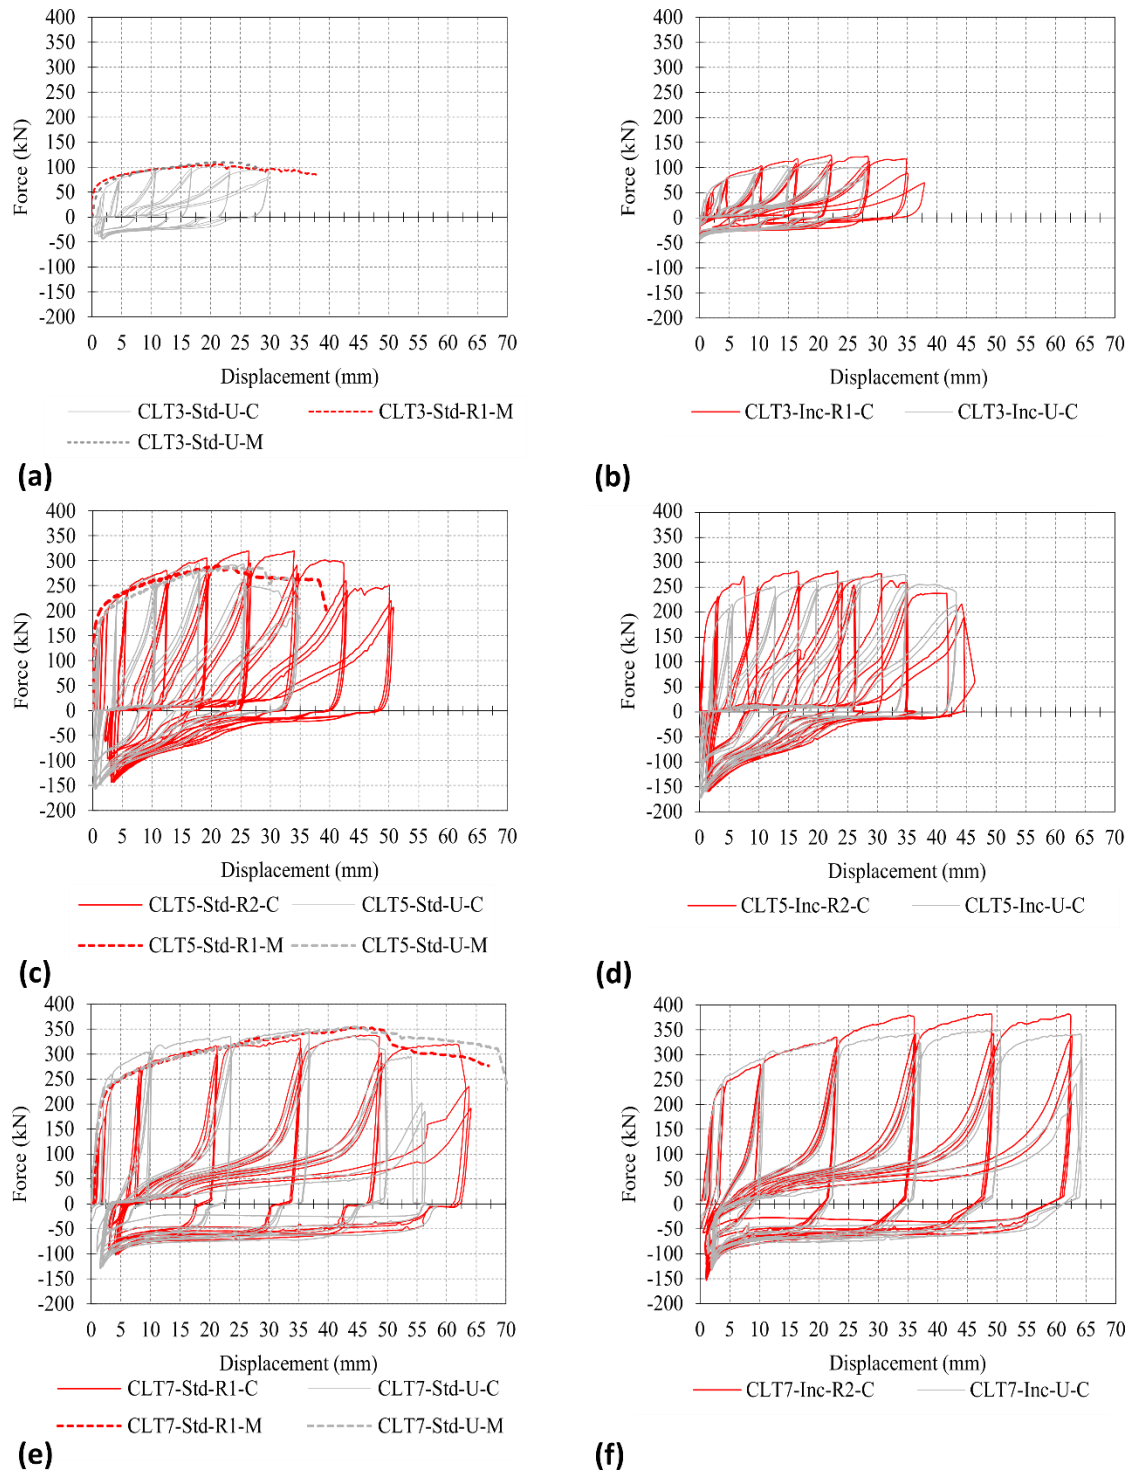 400
350
300
250
200
150
100
50
0
-50
-100
-150
-200
Force (kN)
0 5 10 15 20 25 30 35 40 45 50 55 60 65 70
Displacement (mm)
CLT3-Std-U-C CLT3-Std-R1-M
CLT3-Std-U-M
(a)
400
350
300
250
200
150
100
50
0
-50
-100
-150
-200
Force (kN)
0 5 10 15 20 25 30 35 40 45 50 55 60 65 70
Displacement (mm)
CLT3-Inc-R1-C CLT3-Inc-U-C
(b)
400
350
300
250
200
150
100
50
0
-50
-100
-150
-200
Force (kN)
0 5 10 15 20 25 30 35 40 45 50 55 60 65 70
Displacement (mm)
CLT5-Std-R2-C CLT5-Std-U-C
CLT5-Std-R1-M CLT5-Std-U-M
(c)
400
350
300
250
200
150
100
50
0
-50
-100
-150
-200
Force (kN)
0 5 10 15 20 25 30 35 40 45 50 55 60 65 70
Displacement (mm)
CLT5-Inc-R2-C CLT5-Inc-U-C
(d)
400
350
300
250
200
150
100
50
0
-50
-100
-150
-200
Force (kN)
0 5 10 15 20 25 30 35 40 45 50 55 60 65 70
Displacement (mm)
CLT7-Std-R1-C CLT7-Std-U-C
CLT7-Std-R1-M CLT7-Std-U-M
(e)
400
350
300
250
200
150
100
50
0
-50
-100
-150
-200
Force (kN)
0 5 10 15 20 25 30 35 40 45 50 55 60 65 70
Displacement (mm)
CLT7-Inc-R2-C CLT7-Inc-U-C
(f)